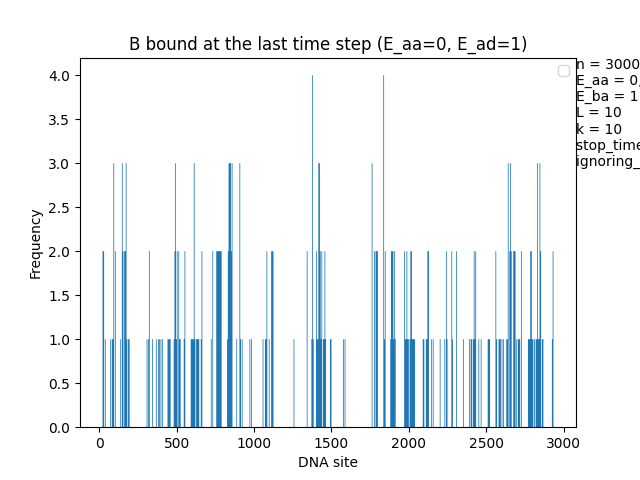 B bound at the last time step (E_aa=0, E_ad=1)
n = 3000
E_aa = 0,
E_ba = 1
L = 10
k = 10
stop_time
ignoring_
Frequency
4.0
3.5
3.0
2.5
2.0
1.5
1.0
0.5
0.0
0 500 1000 1500 2000 2500 3000
DNA site